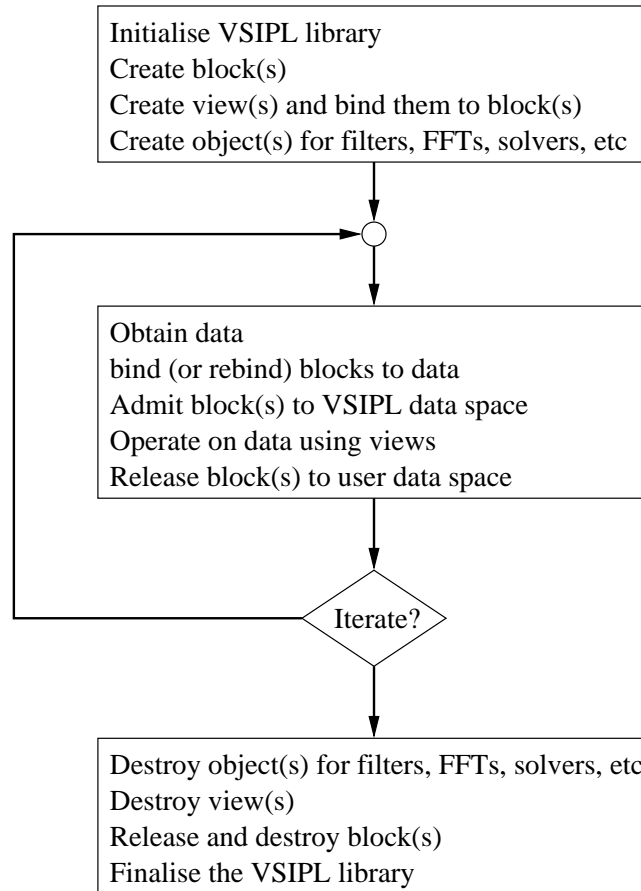 Initialise VSIPL library
Create block(s)
Create view(s) and bind them to block(s)
Create object(s) for filters, FFTs, solvers, etc
Obtain data
bind (or rebind) blocks to data
Admit block(s) to VSIPL data space
Operate on data using views
Release block(s) to user data space
Iterate?
Destroy object(s) for filters, FFTs, solvers, etc
Destroy view(s)
Release and destroy block(s)
Finalise the VSIPL library